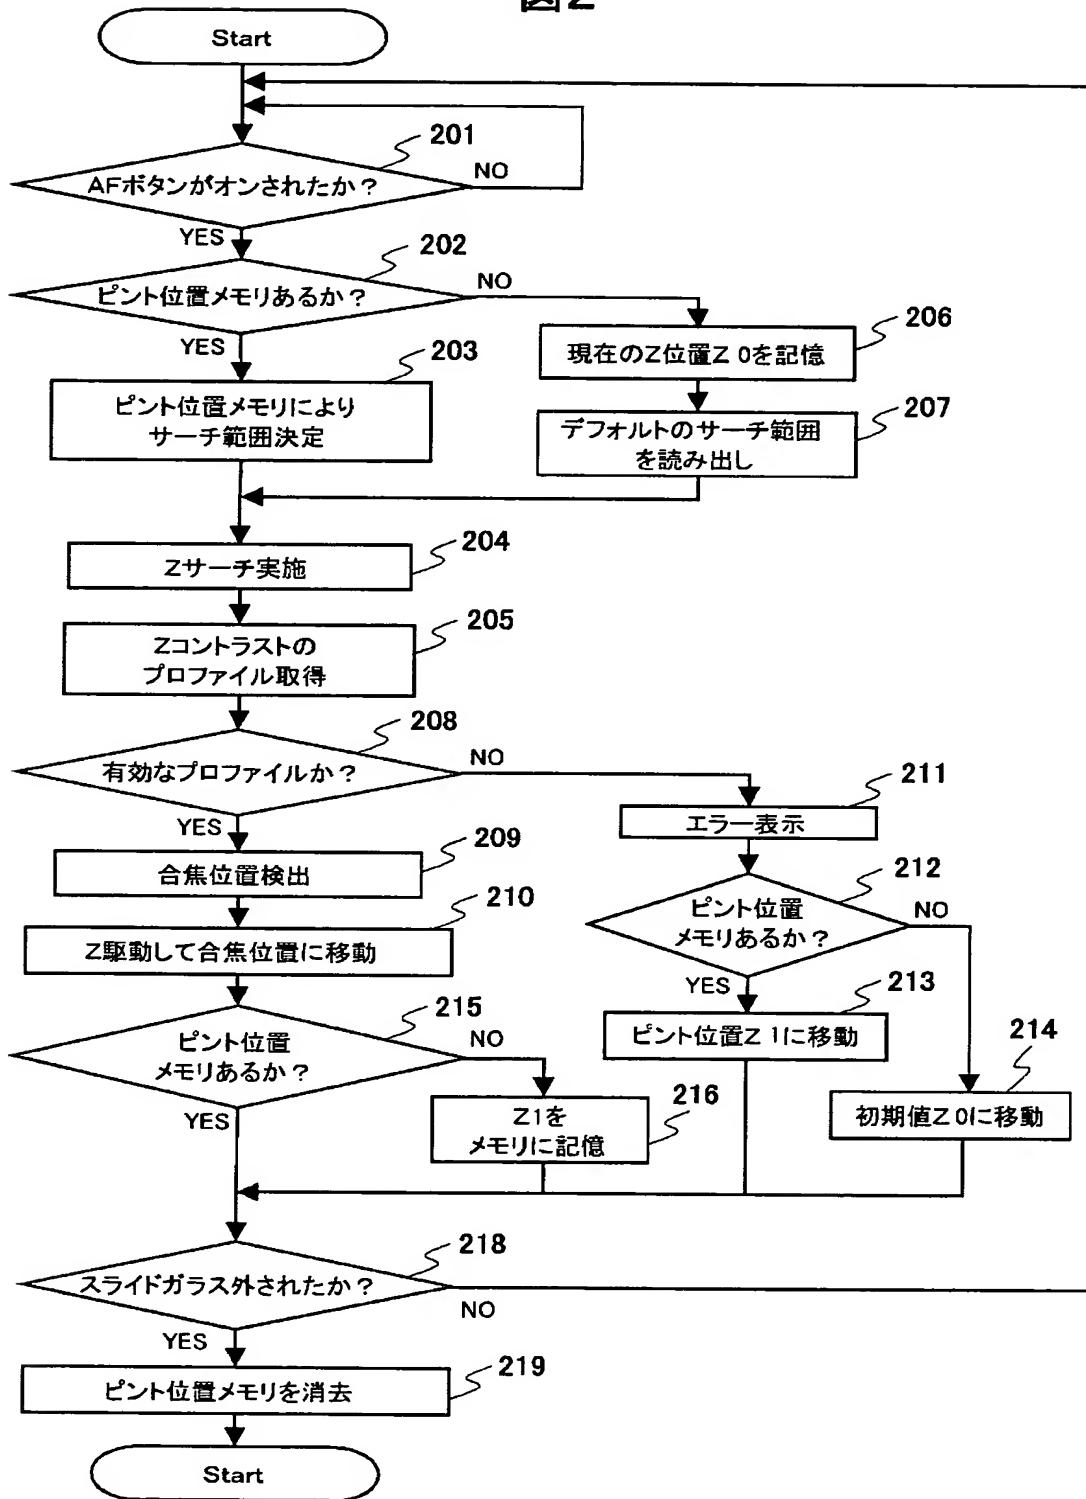 図2
Start
201
AFボタンがオンされたか？
NO
YES
202
ピント位置メモリあるか？
NO
YES
203
ピント位置メモリにより
サーチ範囲決定
206
現在のZ位置Z0を記憶
207
デフォルトのサーチ範囲
を読み出し
204
Zサーチ実施
205
Zコントラストの
プロファイル取得
208
有効なプロファイルか？
NO
YES
211
エラー表示
209
合焦位置検出
212
ピント位置
メモリあるか？
NO
YES
210
Z駆動して合焦位置に移動
213
ピント位置Z1に移動
214
初期値Z0に移動
215
ピント位置
メモリあるか？
NO
YES
216
Z1を
メモリに記憶
218
スライドガラス外されたか？
NO
YES
219
ピント位置メモリを消去
Start